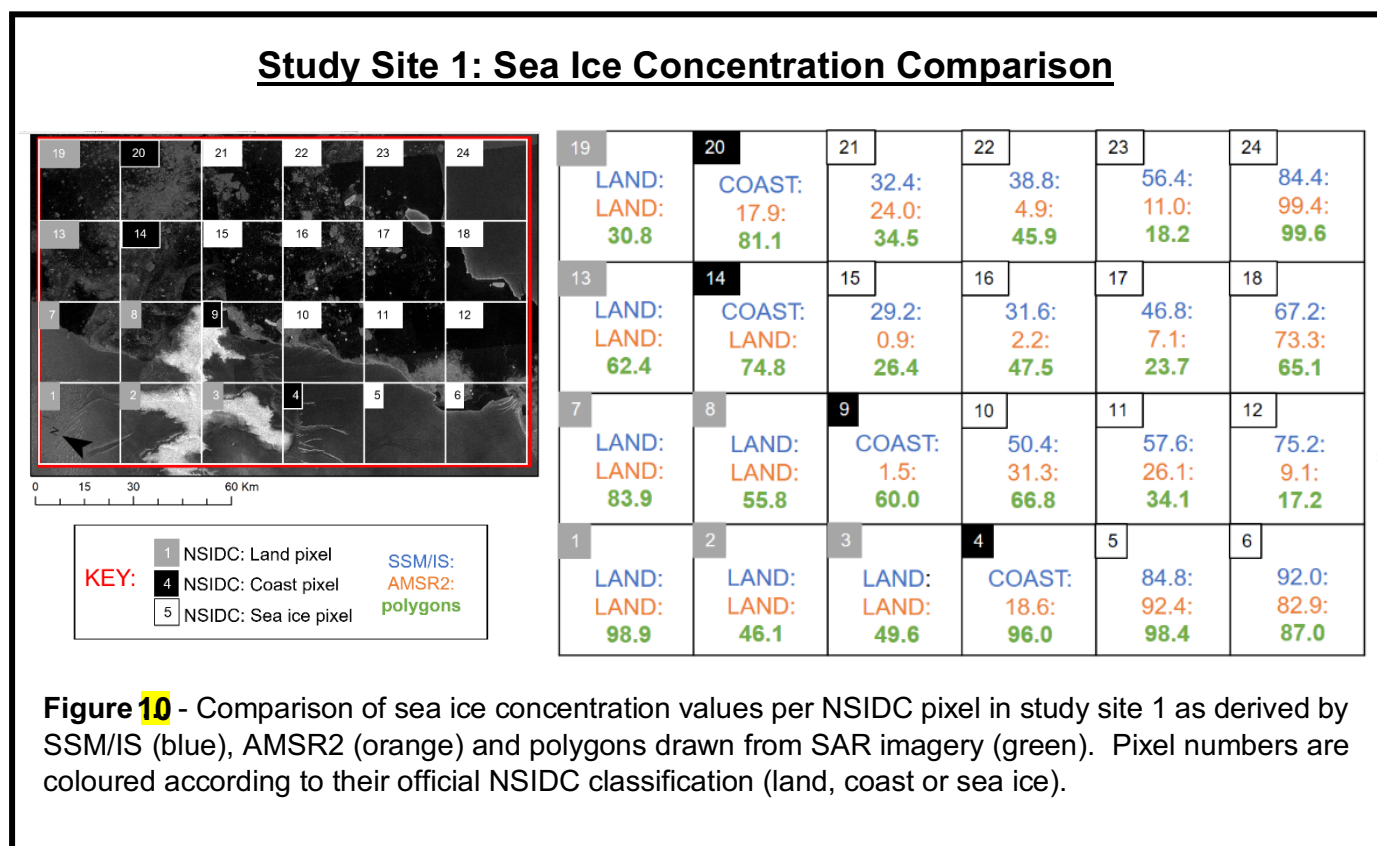 Study Site 1: Sea Ice Concentration Comparison
19 20 21 22 23 24
13 14 15 16 17 18
7 8 9 10 11 12
1 2 3 4 5 6
N
0 15 30 60 Km
KEY:
1 NSIDC: Land pixel
4 NSIDC: Coast pixel
5 NSIDC: Sea ice pixel
SSM/IS:
AMSR2:
polygons
19 20 21 22 23 24
LAND: COAST: 32.4: 38.8: 56.4: 84.4:
LAND: 17.9: 24.0: 4.9: 11.0: 99.4:
30.8 81.1 34.5 45.9 18.2 99.6
13 14 15 16 17 18
LAND: COAST: 29.2: 31.6: 46.8: 67.2:
LAND: LAND: 0.9: 2.2: 7.1: 73.3:
62.4 74.8 26.4 47.5 23.7 65.1
7 8 9 10 11 12
LAND: LAND: COAST: 50.4: 57.6: 75.2:
LAND: LAND: 1.5: 31.3: 26.1: 9.1:
83.9 55.8 60.0 66.8 34.1 17.2
1 2 3 4 5 6
LAND: LAND: LAND: COAST: 84.8: 92.0:
LAND: LAND: LAND: 18.6: 92.4: 82.9:
98.9 46.1 49.6 96.0 98.4 87.0
Figure 10 - Comparison of sea ice concentration values per NSIDC pixel in study site 1 as derived by
SSM/IS (blue), AMSR2 (orange) and polygons drawn from SAR imagery (green). Pixel numbers are
coloured according to their official NSIDC classification (land, coast or sea ice).